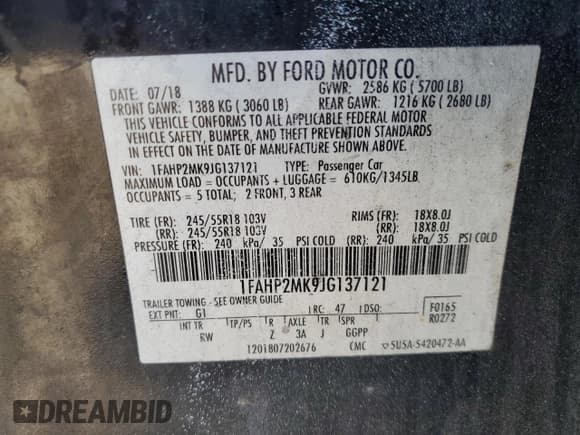 MFD. BY FORD MOTOR CO.
DATE: 07/18 GVWR: 2586 KG ( 5700 LB)
FRONT GAWR: 1388 KG ( 3060 LB) REAR GAWR: 1216 KG ( 2680 LB)
THIS VEHICLE CONFORMS TO ALL APPLICABLE FEDERAL MOTOR
VEHICLE SAFETY, BUMPER, AND THEFT PREVENTION STANDARDS
IN EFFECT ON THE DATE OF MANUFACTURE SHOWN ABOVE.
VIN: 1FAHP2MK9JG137121 TYPE: Passenger Car
MAXIMUM LOAD = OCCUPANTS + LUGGAGE = 610KG/1345LB
OCCUPANTS = 5 TOTAL; 2 FRONT, 3 REAR
TIRE (FR): 245/55R18 103V RIMS (FR): 18X8.0J
(RR): 245/55R18 103V (RR): 18X8.0J
PRESSURE (FR): 240 kPa/ 35 PSI COLD (RR): 240 kPa/ 35 PSI COLD
1FAHP2MK9JG137121
TRAILER TOWING - SEE OWNER GUIDE
EXT PNT: G1 RC: 47 DSO: F0165
R0272
INT TR TP/PS R AXLE TR SPR
RW Z 3A J GGPP
1201807202676 CMC ▽5U5A-5420472-AA
DREAMBID